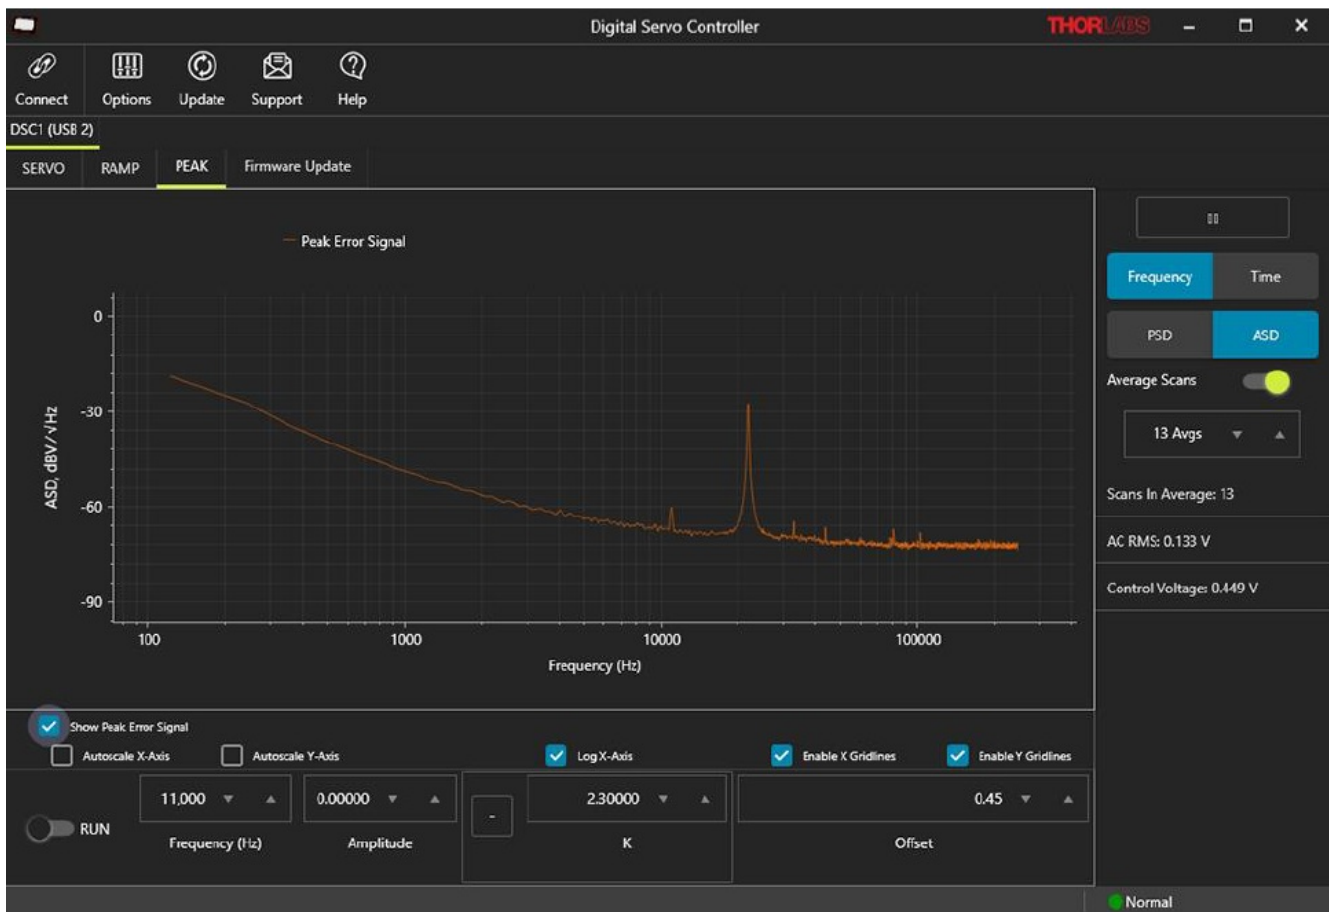 Digital Servo Controller
THORLABS
Connect
Options
Update
Support
Help
DSC1 (USB 2)
SERVO
RAMP
PEAK
Firmware Update
Peak Error Signal
0
-30
-60
-90
ASD, dBV/√Hz
100
1000
10000
100000
Frequency (Hz)
Frequency
Time
PSD
ASD
Average Scans
13 Avgs
Scans In Average: 13
AC RMS: 0.133 V
Control Voltage: 0.449 V
Show Peak Error Signal
Autoscale X-Axis
Autoscale Y-Axis
Log X-Axis
Enable X Gridlines
Enable Y Gridlines
RUN
11,000
Frequency (Hz)
0.00000
Amplitude
-
2.30000
K
0.45
Offset
Normal